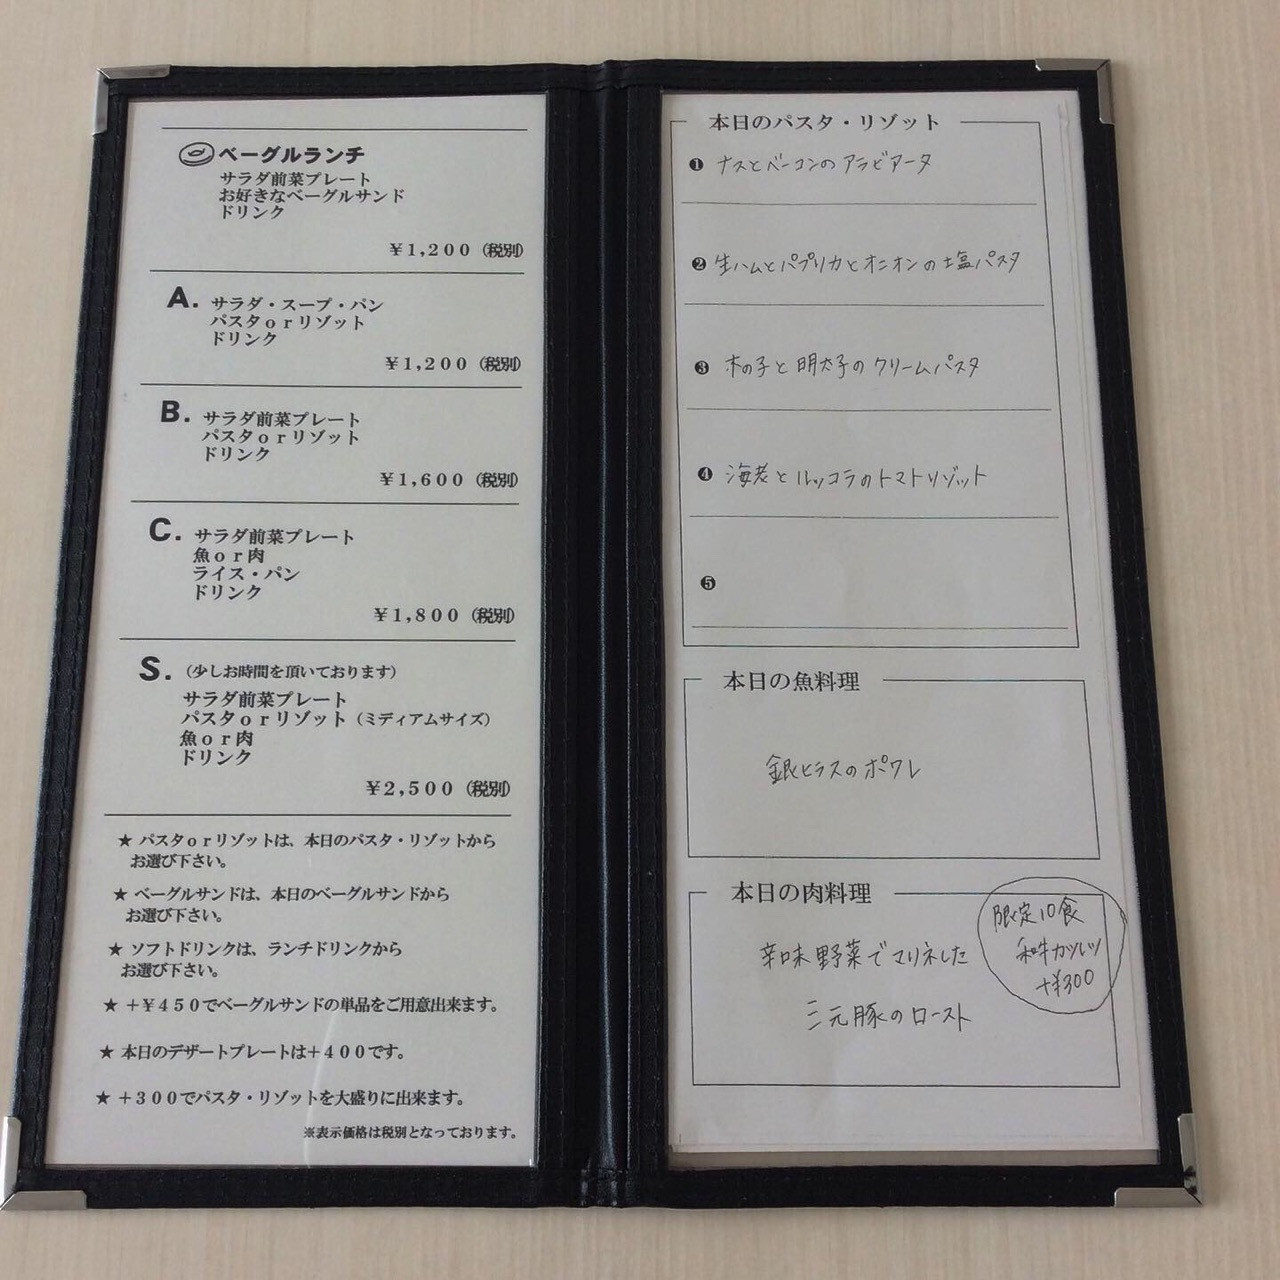 ベーグルランチ
サラダ前菜プレート
お好きなベーグルサンド
ドリンク
￥1,200（税別）
A. サラダ・スープ・パン
パスタorリゾット
ドリンク
￥1,200（税別）
B. サラダ前菜プレート
パスタorリゾット
ドリンク
￥1,600（税別）
C. サラダ前菜プレート
魚or肉
ライス・パン
ドリンク
￥1,800（税別）
S. （少しお時間を頂いております）
サラダ前菜プレート
パスタorリゾット（ミディアムサイズ）
魚or肉
ドリンク
￥2,500（税別）
★ パスタorリゾットは、本日のパスタ・リゾットから
お選び下さい。
★ ベーグルサンドは、本日のベーグルサンドから
お選び下さい。
★ ソフトドリンクは、ランチドリンクから
お選び下さい。
★ ＋￥450でベーグルサンドの単品をご用意出来ます。
★ 本日のデザートプレートは＋400です。
★ ＋300でパスタ・リゾットを大盛りに出来ます。
※表示価格は税別となっております。
本日のパスタ・リゾット
❶ ナスとベーコンのアラビアータ
❷ 生ハムとパプリカとオニオンの塩パスタ
❸ 木の子と明太子のクリームパスタ
❹ 海老とルッコラのトマトリゾット
❺
本日の魚料理
銀ヒラスのポワレ
本日の肉料理
辛味野菜でマリネした
三元豚のロースト
限定10食
和牛カツレツ
+¥300